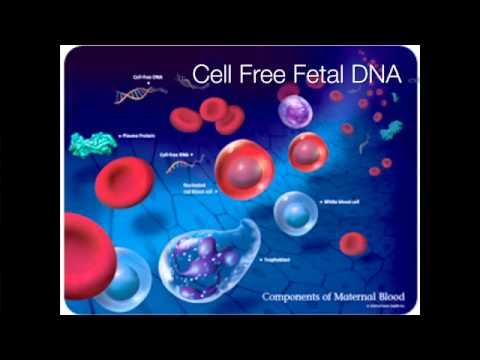 Cell Free Fetal DNA
Cell-free DNA
Plasma Protein
Cell-free RNA
Nucleated
red blood cell
White blood cell
Trophoblast
Components of Maternal Blood